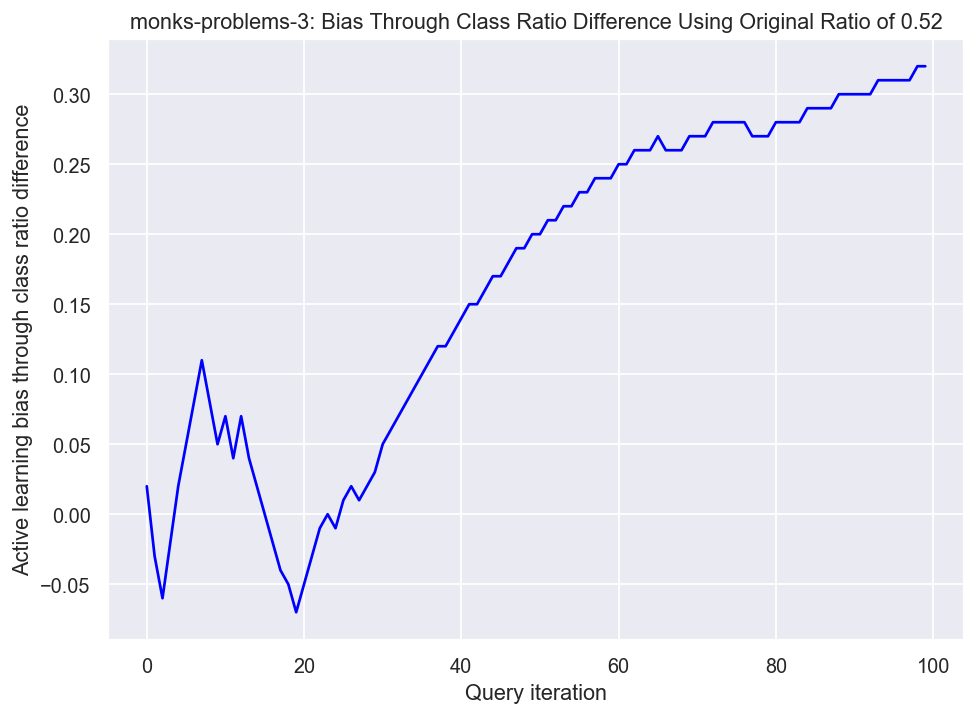 monks-problems-3: Bias Through Class Ratio Difference Using Original Ratio of 0.52
Active learning bias through class ratio difference
0.30
0.25
0.20
0.15
0.10
0.05
0.00
−0.05
0 20 40 60 80 100
Query iteration